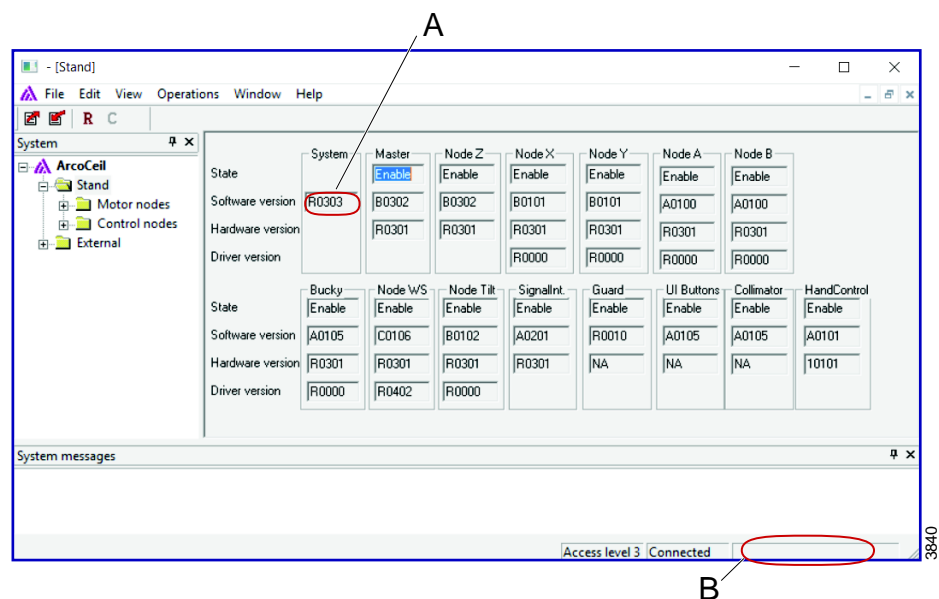 A
- [Stand]
File Edit View Operations Window Help
R C
System
ArcoCeil
Stand
Motor nodes
Control nodes
External
System Master Node Z Node X Node Y Node A Node B
State Enable Enable Enable Enable Enable Enable
Software version R0303 B0302 B0302 B0101 B0101 A0100 A0100
Hardware version R0301 R0301 R0301 R0301 R0301 R0301
Driver version R0000 R0000 R0000 R0000
Bucky Node WS Node Tilt SignalInt. Guard UI Buttons Collimator HandControl
State Enable Enable Enable Enable Enable Enable Enable Enable
Software version A0105 C0106 B0102 A0201 R0010 A0105 A0105 A0101
Hardware version R0301 R0301 R0301 R0301 NA NA NA 10101
Driver version R0000 R0402 R0000
System messages
Access level 3 Connected
B
3840